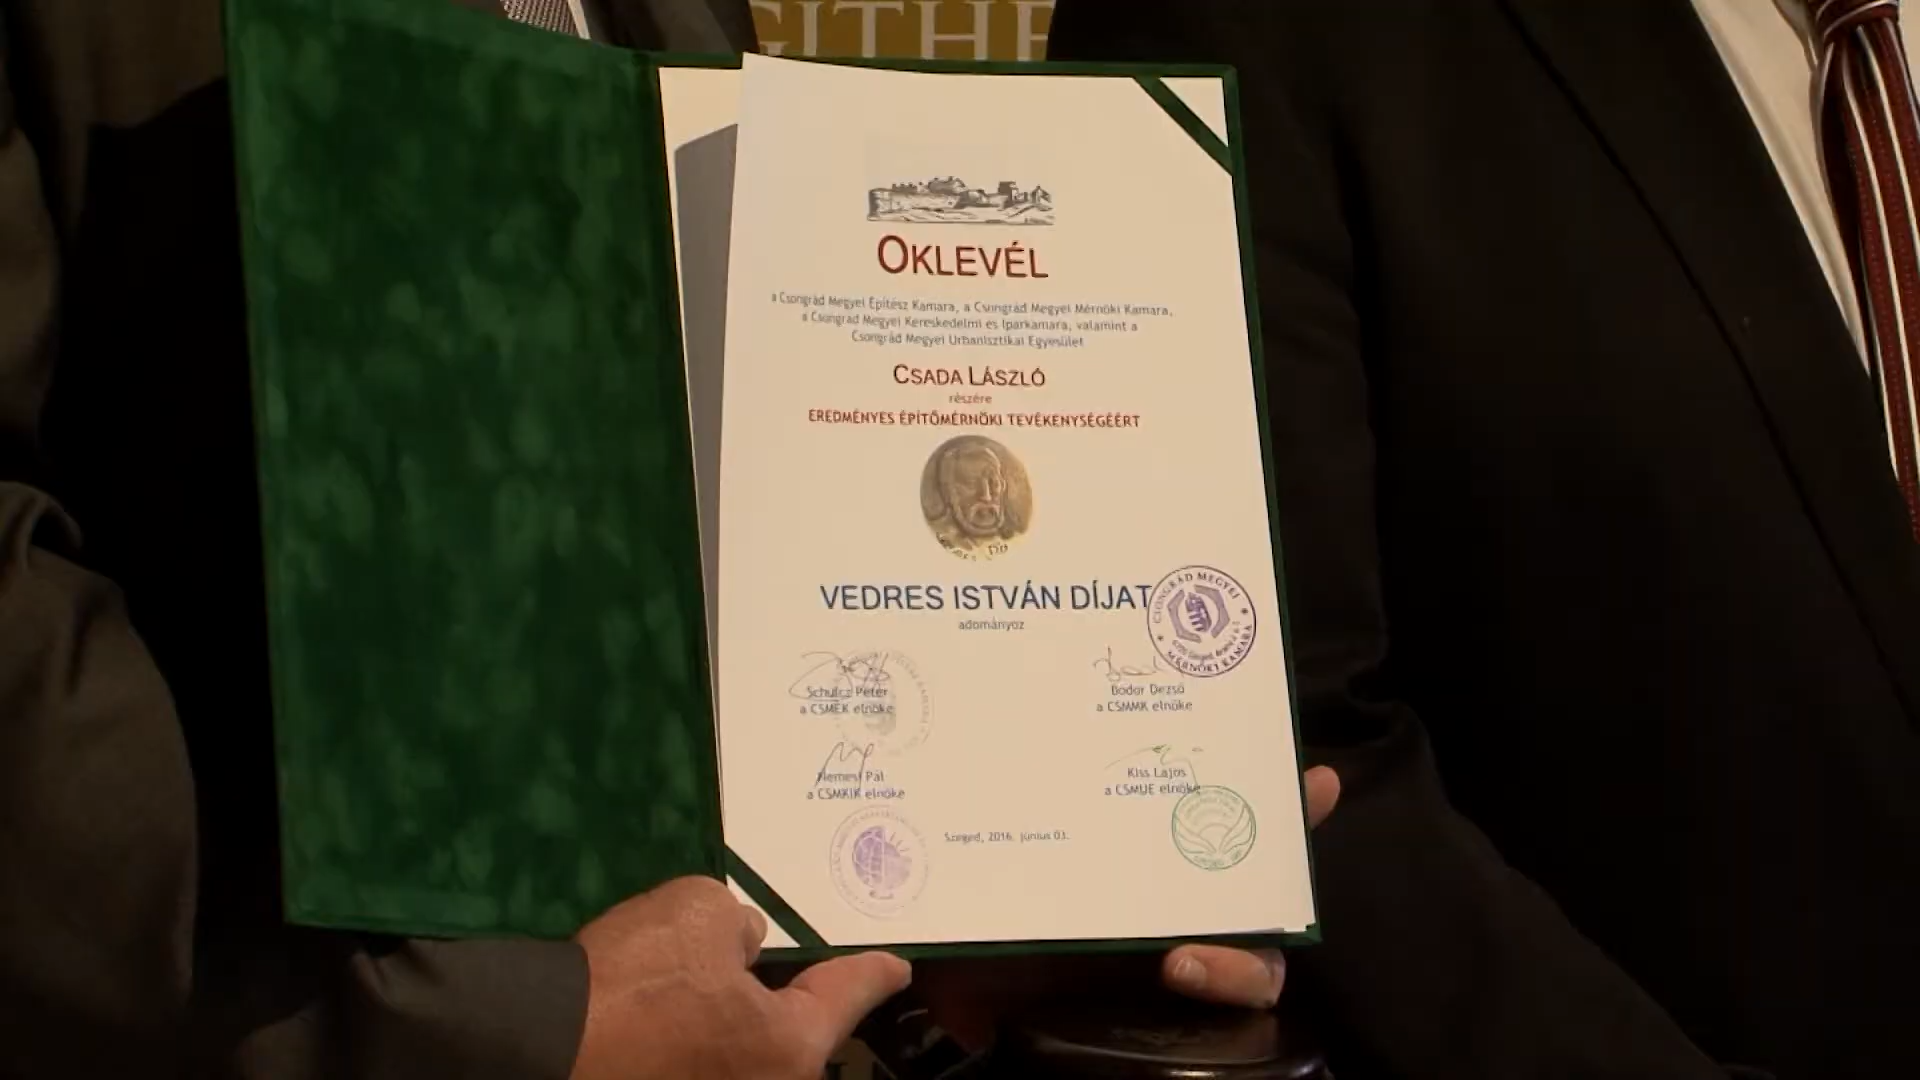 GITHE
OKLEVÉL
a Csongrád Megyei Építész Kamara, a Csongrád Megyei Mérnöki Kamara,
a Csongrád Megyei Kereskedelmi és Iparkamara, valamint a
Csongrád Megyei Urbanisztikai Egyesület
CSADA LÁSZLÓ
részére
EREDMÉNYES ÉPÍTŐMÉRNÖKI TEVÉKENYSÉGÉÉRT
VEDRES ISTVÁN DÍJAT
adományoz
CSONGRÁD MEGYEI
MÉRNÖKI KAMARA
Schulcz Péter
a CSMÉK elnöke
Bodor Dezső
a CSMMK elnöke
Nemesi Pál
a CSMKIK elnöke
Kiss Lajos
a CSMUE elnöke
Szeged, 2016. június 03.